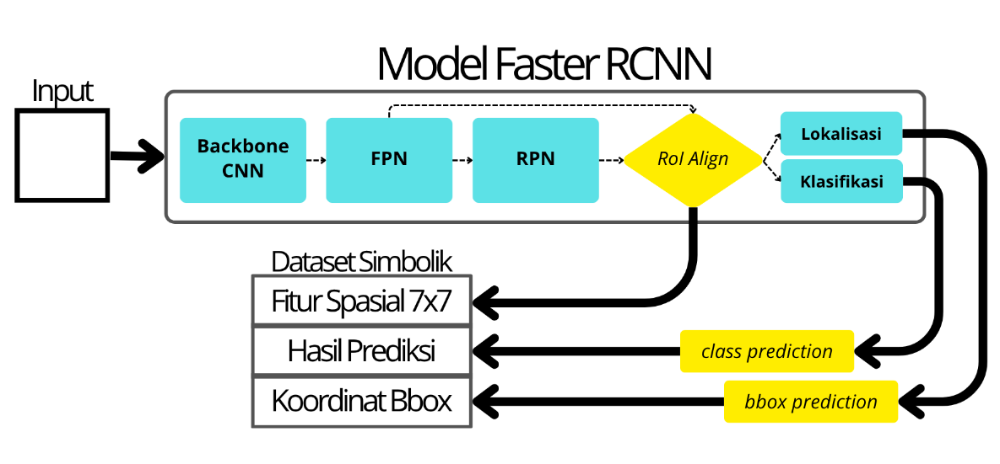 Model Faster RCNN
Input
Backbone
CNN
FPN
RPN
RoI Align
Lokalisasi
Klasifikasi
Dataset Simbolik
Fitur Spasial 7x7
Hasil Prediksi
class prediction
Koordinat Bbox
bbox prediction